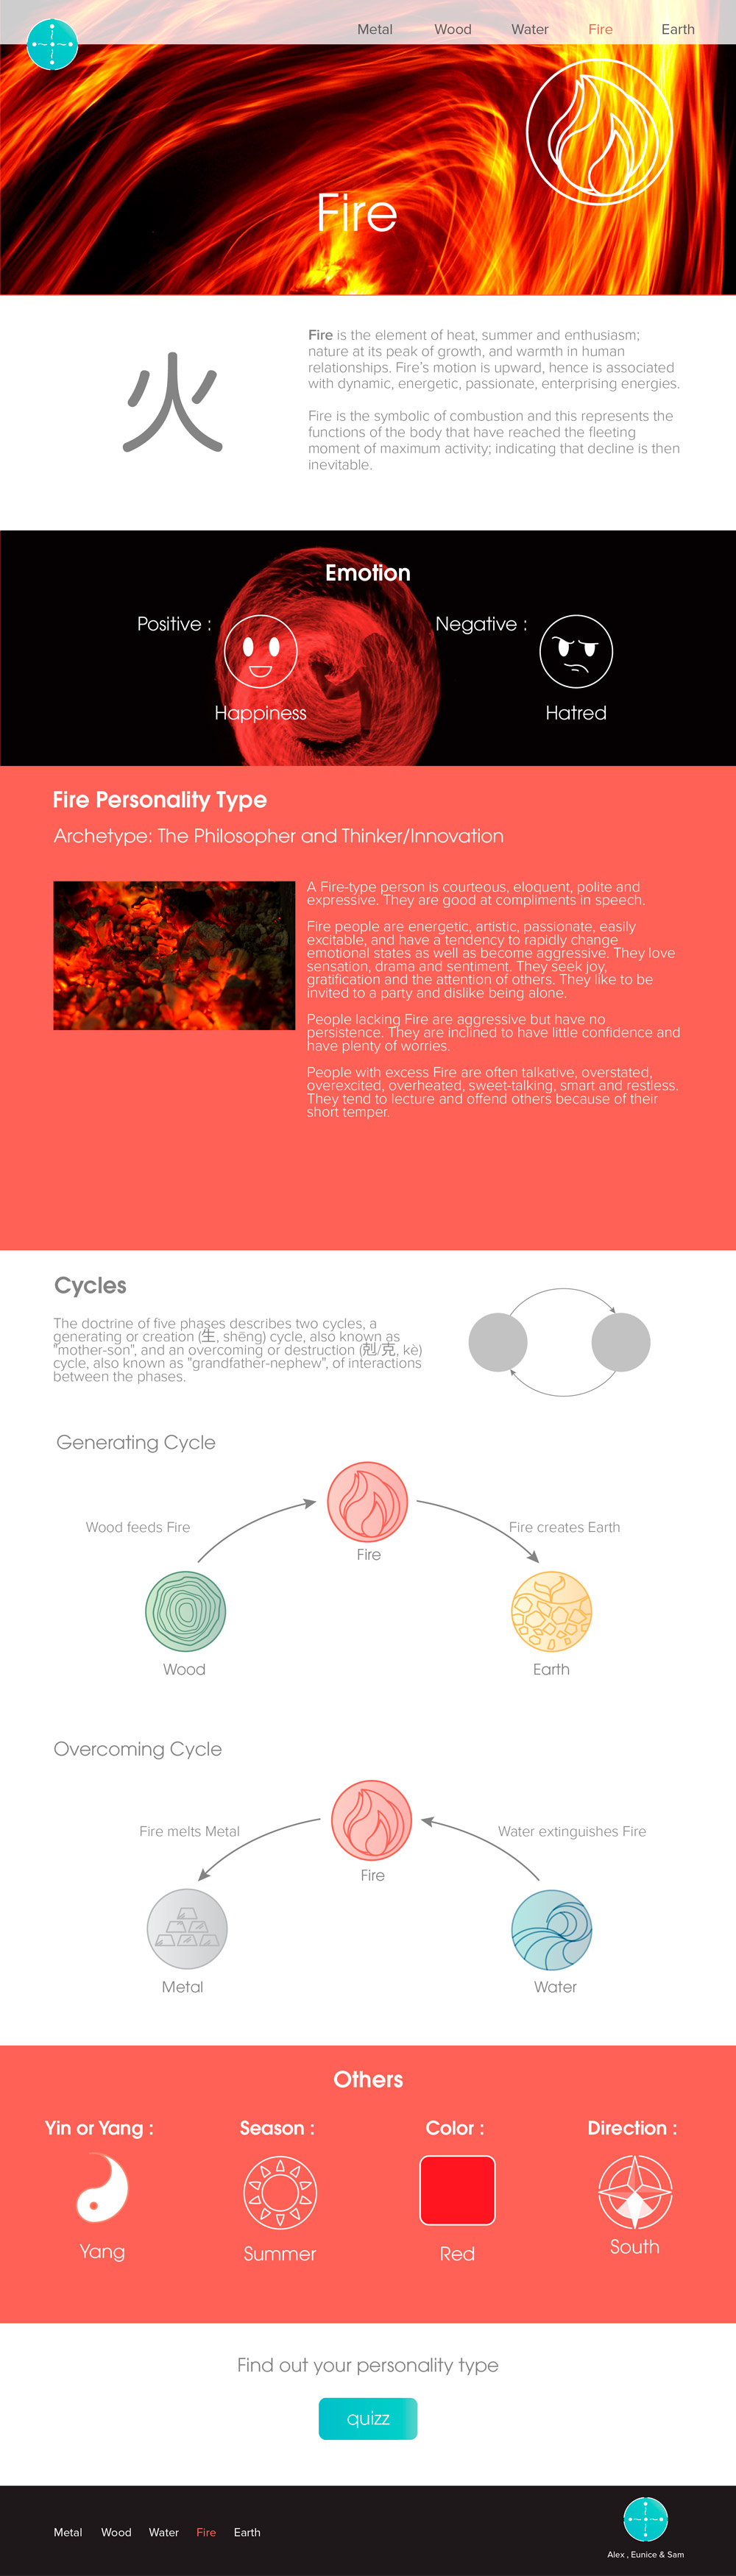 Metal Wood Water Fire Earth
Fire
火
Fire is the element of heat, summer and enthusiasm;
nature at its peak of growth, and warmth in human
relationships. Fire's motion is upward, hence is associated
with dynamic, energetic, passionate, enterprising energies.
Fire is the symbolic of combustion and this represents the
functions of the body that have reached the fleeting
moment of maximum activity; indicating that decline is then
inevitable.
Emotion
Positive :
Happiness
Negative :
Hatred
Fire Personality Type
Archetype: The Philosopher and Thinker/Innovation
A Fire-type person is courteous, eloquent, polite and
expressive. They are good at compliments in speech.
Fire people are energetic, artistic, passionate, easily
excitable, and have a tendency to rapidly change
emotional states as well as become aggressive. They love
sensation, drama and sentiment. They seek joy,
gratification and the attention of others. They like to be
invited to a party and dislike being alone.
People lacking Fire are aggressive but have no
persistence. They are inclined to have little confidence and
have plenty of worries.
People with excess Fire are often talkative, overstated,
overexcited, overheated, sweet-talking, smart and restless.
They tend to lecture and offend others because of their
short temper.
Cycles
The doctrine of five phases describes two cycles, a
generating or creation (生, shēng) cycle, also known as
"mother-son", and an overcoming or destruction (剋/克, kè)
cycle, also known as "grandfather-nephew", of interactions
between the phases.
Generating Cycle
Wood feeds Fire
Fire
Fire creates Earth
Wood
Earth
Overcoming Cycle
Fire melts Metal
Fire
Water extinguishes Fire
Metal
Water
Others
Yin or Yang :
Yang
Season :
Summer
Color :
Red
Direction :
South
Find out your personality type
quizz
Metal Wood Water Fire Earth
Alex , Eunice & Sam